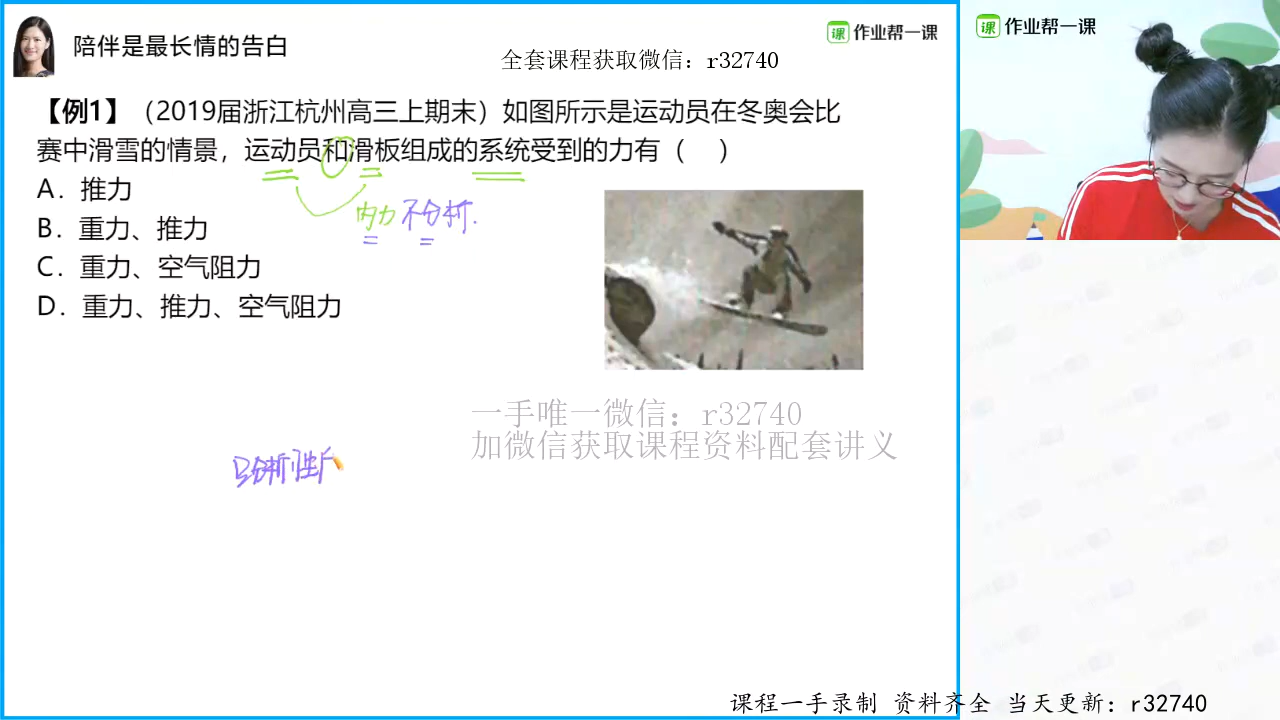 陪伴是最长情的告白
作业帮一课
全套课程获取微信：r32740
【例1】（2019届浙江杭州高三上期末）如图所示是运动员在冬奥会比
赛中滑雪的情景，运动员和滑板组成的系统受到的力有（ ）
A．推力
内力 不分析.
B．重力、推力
C．重力、空气阻力
D．重力、推力、空气阻力
一手唯一微信：r32740
加微信获取课程资料配套讲义
只分析性
作业帮一课
课程一手录制 资料齐全 当天更新：r32740